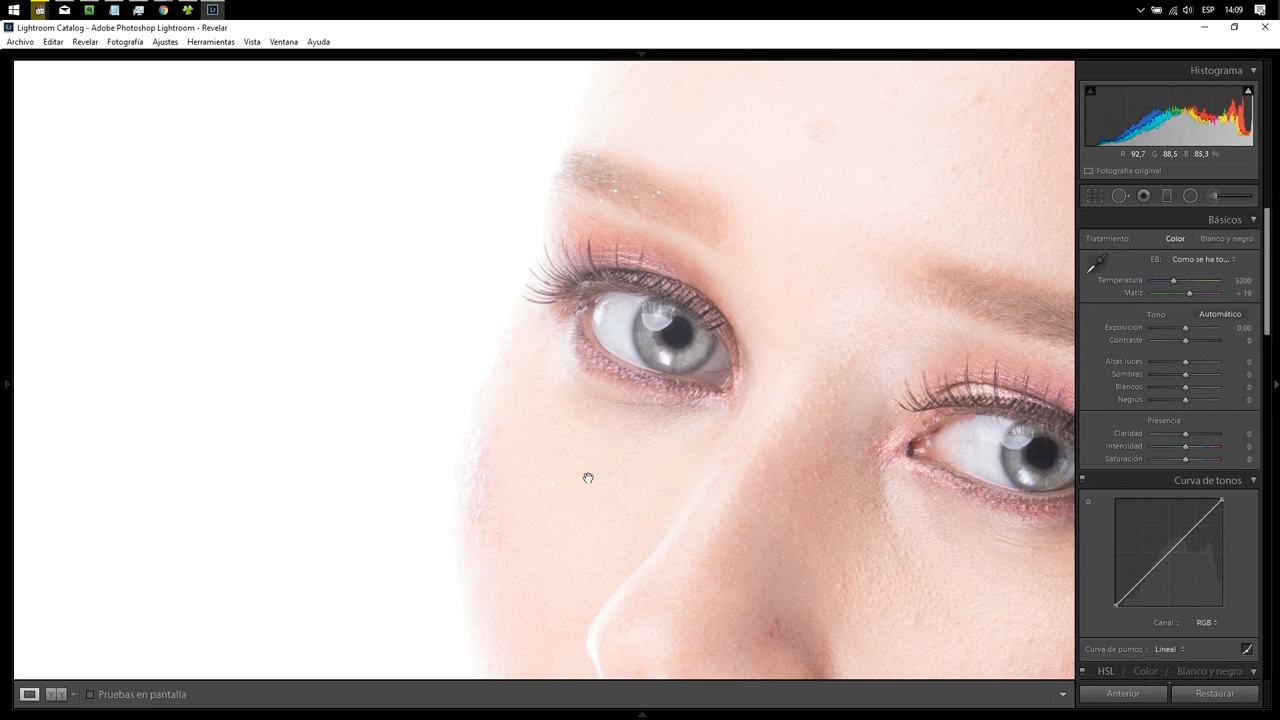 ESP 14:09
Lightroom Catalog - Adobe Photoshop Lightroom - Revelar
Archivo Editar Revelar Fotografía Ajustes Herramientas Vista Ventana Ayuda
Histograma
R 92,7 G 88,5 B 85,3 %
Fotografía original
Básicos
Tratamiento: Color Blanco y negro
EB: Como se ha to...
Temperatura 5200
Matiz + 19
Tono Automático
Exposición 0,00
Contraste 0
Altas luces 0
Sombras 0
Blancos 0
Negros 0
Presencia
Claridad 0
Intensidad 0
Saturación 0
Curva de tonos
Canal : RGB
Curva de puntos : Lineal
HSL / Color / Blanco y negro
YY Pruebas en pantalla
Anterior Restaurar